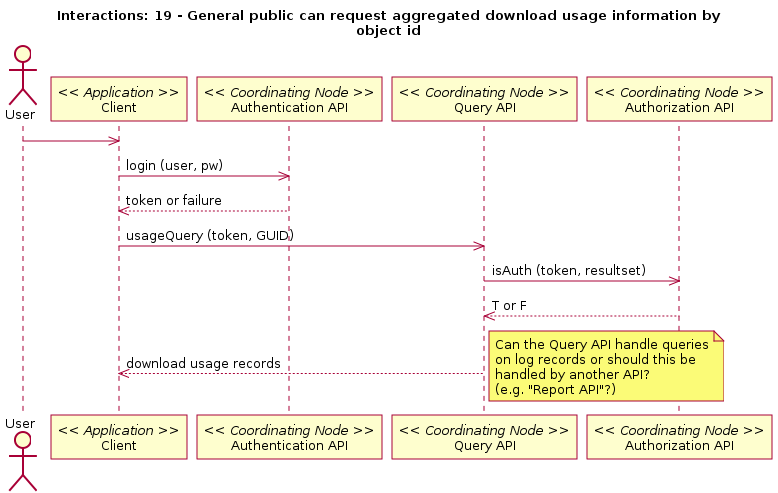 Interactions: 19 - General public can request aggregated download usage information by
object id
User
<< Application >>
Client
<< Coordinating Node >>
Authentication API
<< Coordinating Node >>
Query API
<< Coordinating Node >>
Authorization API
login (user, pw)
token or failure
usageQuery (token, GUID)
isAuth (token, resultset)
T or F
Can the Query API handle queries
on log records or should this be
handled by another API?
(e.g. "Report API"?)
download usage records
User
<< Application >>
Client
<< Coordinating Node >>
Authentication API
<< Coordinating Node >>
Query API
<< Coordinating Node >>
Authorization API